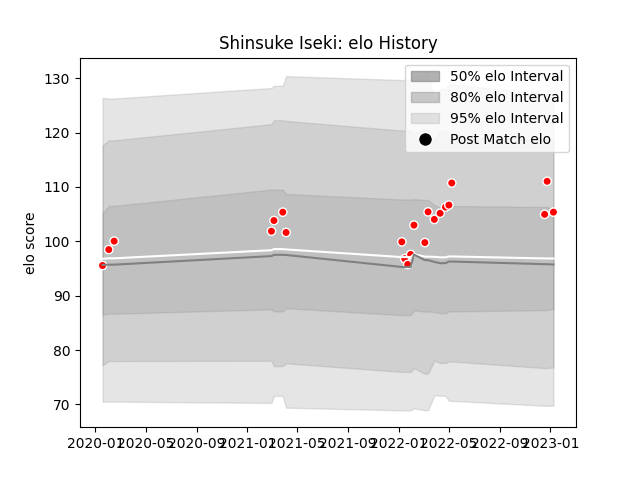 Shinsuke Iseki: elo History
50% elo Interval
80% elo Interval
95% elo Interval
Post Match elo
elo score
130
120
110
100
90
80
70
2020-01 2020-05 2020-09 2021-01 2021-05 2021-09 2022-01 2022-05 2022-09 2023-01